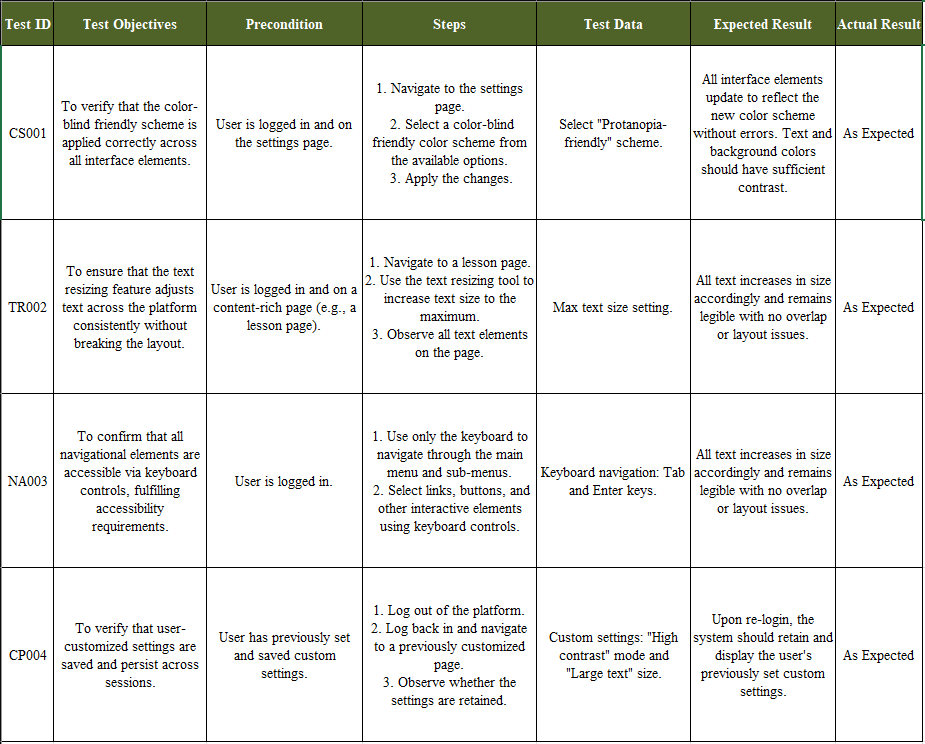 Test ID
Test Objectives
Precondition
Steps
Test Data
Expected Result
Actual Result
CS001
To verify that the color-
blind friendly scheme is
applied correctly across
all interface elements.
User is logged in and on
the settings page.
1. Navigate to the settings
page.
2. Select a color-blind
friendly color scheme from
the available options.
3. Apply the changes.
Select "Protanopia-
friendly" scheme.
All interface elements
update to reflect the
new color scheme
without errors. Text and
background colors
should have sufficient
contrast.
As Expected
TR002
To ensure that the text
resizing feature adjusts
text across the platform
consistently without
breaking the layout.
User is logged in and on a
content-rich page (e.g., a
lesson page).
1. Navigate to a lesson page.
2. Use the text resizing tool to
increase text size to the
maximum.
3. Observe all text elements
on the page.
Max text size setting.
All text increases in size
accordingly and remains
legible with no overlap
or layout issues.
As Expected
NA003
To confirm that all
navigational elements are
accessible via keyboard
controls, fulfilling
accessibility
requirements.
User is logged in.
1. Use only the keyboard to
navigate through the main
menu and sub-menus.
2. Select links, buttons, and
other interactive elements
using keyboard controls.
Keyboard navigation: Tab
and Enter keys.
All text increases in size
accordingly and remains
legible with no overlap
or layout issues.
As Expected
CP004
To verify that user-
customized settings are
saved and persist across
sessions.
User has previously set
and saved custom
settings.
1. Log out of the platform.
2. Log back in and navigate
to a previously customized
page.
3. Observe whether the
settings are retained.
Custom settings: "High
contrast" mode and
"Large text" size.
Upon re-login, the
system should retain and
display the user's
previously set custom
settings.
As Expected